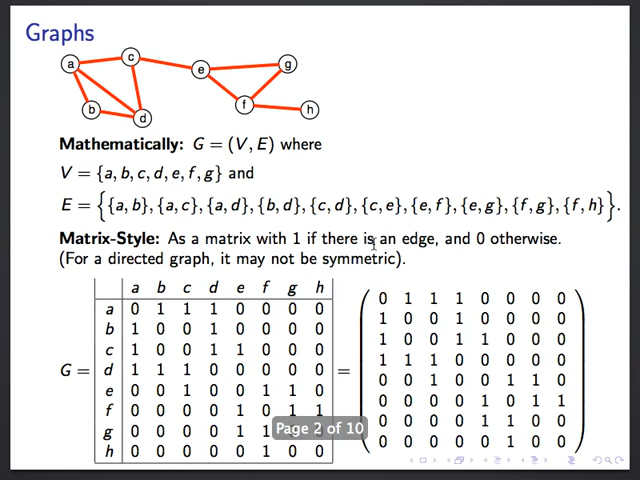 Graphs
a c e g
b d f h
Mathematically: G = (V, E) where
V = {a, b, c, d, e, f, g} and
E = {{a, b}, {a, c}, {a, d}, {b, d}, {c, d}, {c, e}, {e, f}, {e, g}, {f, g}, {f, h}}.
Matrix-Style: As a matrix with 1 if there is an edge, and 0 otherwise.
(For a directed graph, it may not be symmetric).
a b c d e f g h
a 0 1 1 1 0 0 0 0 0 1 1 1 0 0 0 0
b 1 0 0 1 0 0 0 0 1 0 0 1 0 0 0 0
c 1 0 0 1 1 0 0 0 1 0 0 1 1 0 0 0
G = d 1 1 1 0 0 0 0 0 = 1 1 1 0 0 0 0 0
e 0 0 1 0 0 1 1 0 0 0 1 0 0 1 1 0
f 0 0 0 0 1 0 1 1 0 0 0 0 1 0 1 1
g 0 0 0 0 1 1 0 0 0 0 0 1 1 0 0
h 0 0 0 0 0 1 0 0 0 0 0 0 0 1 0 0
Page 2 of 10